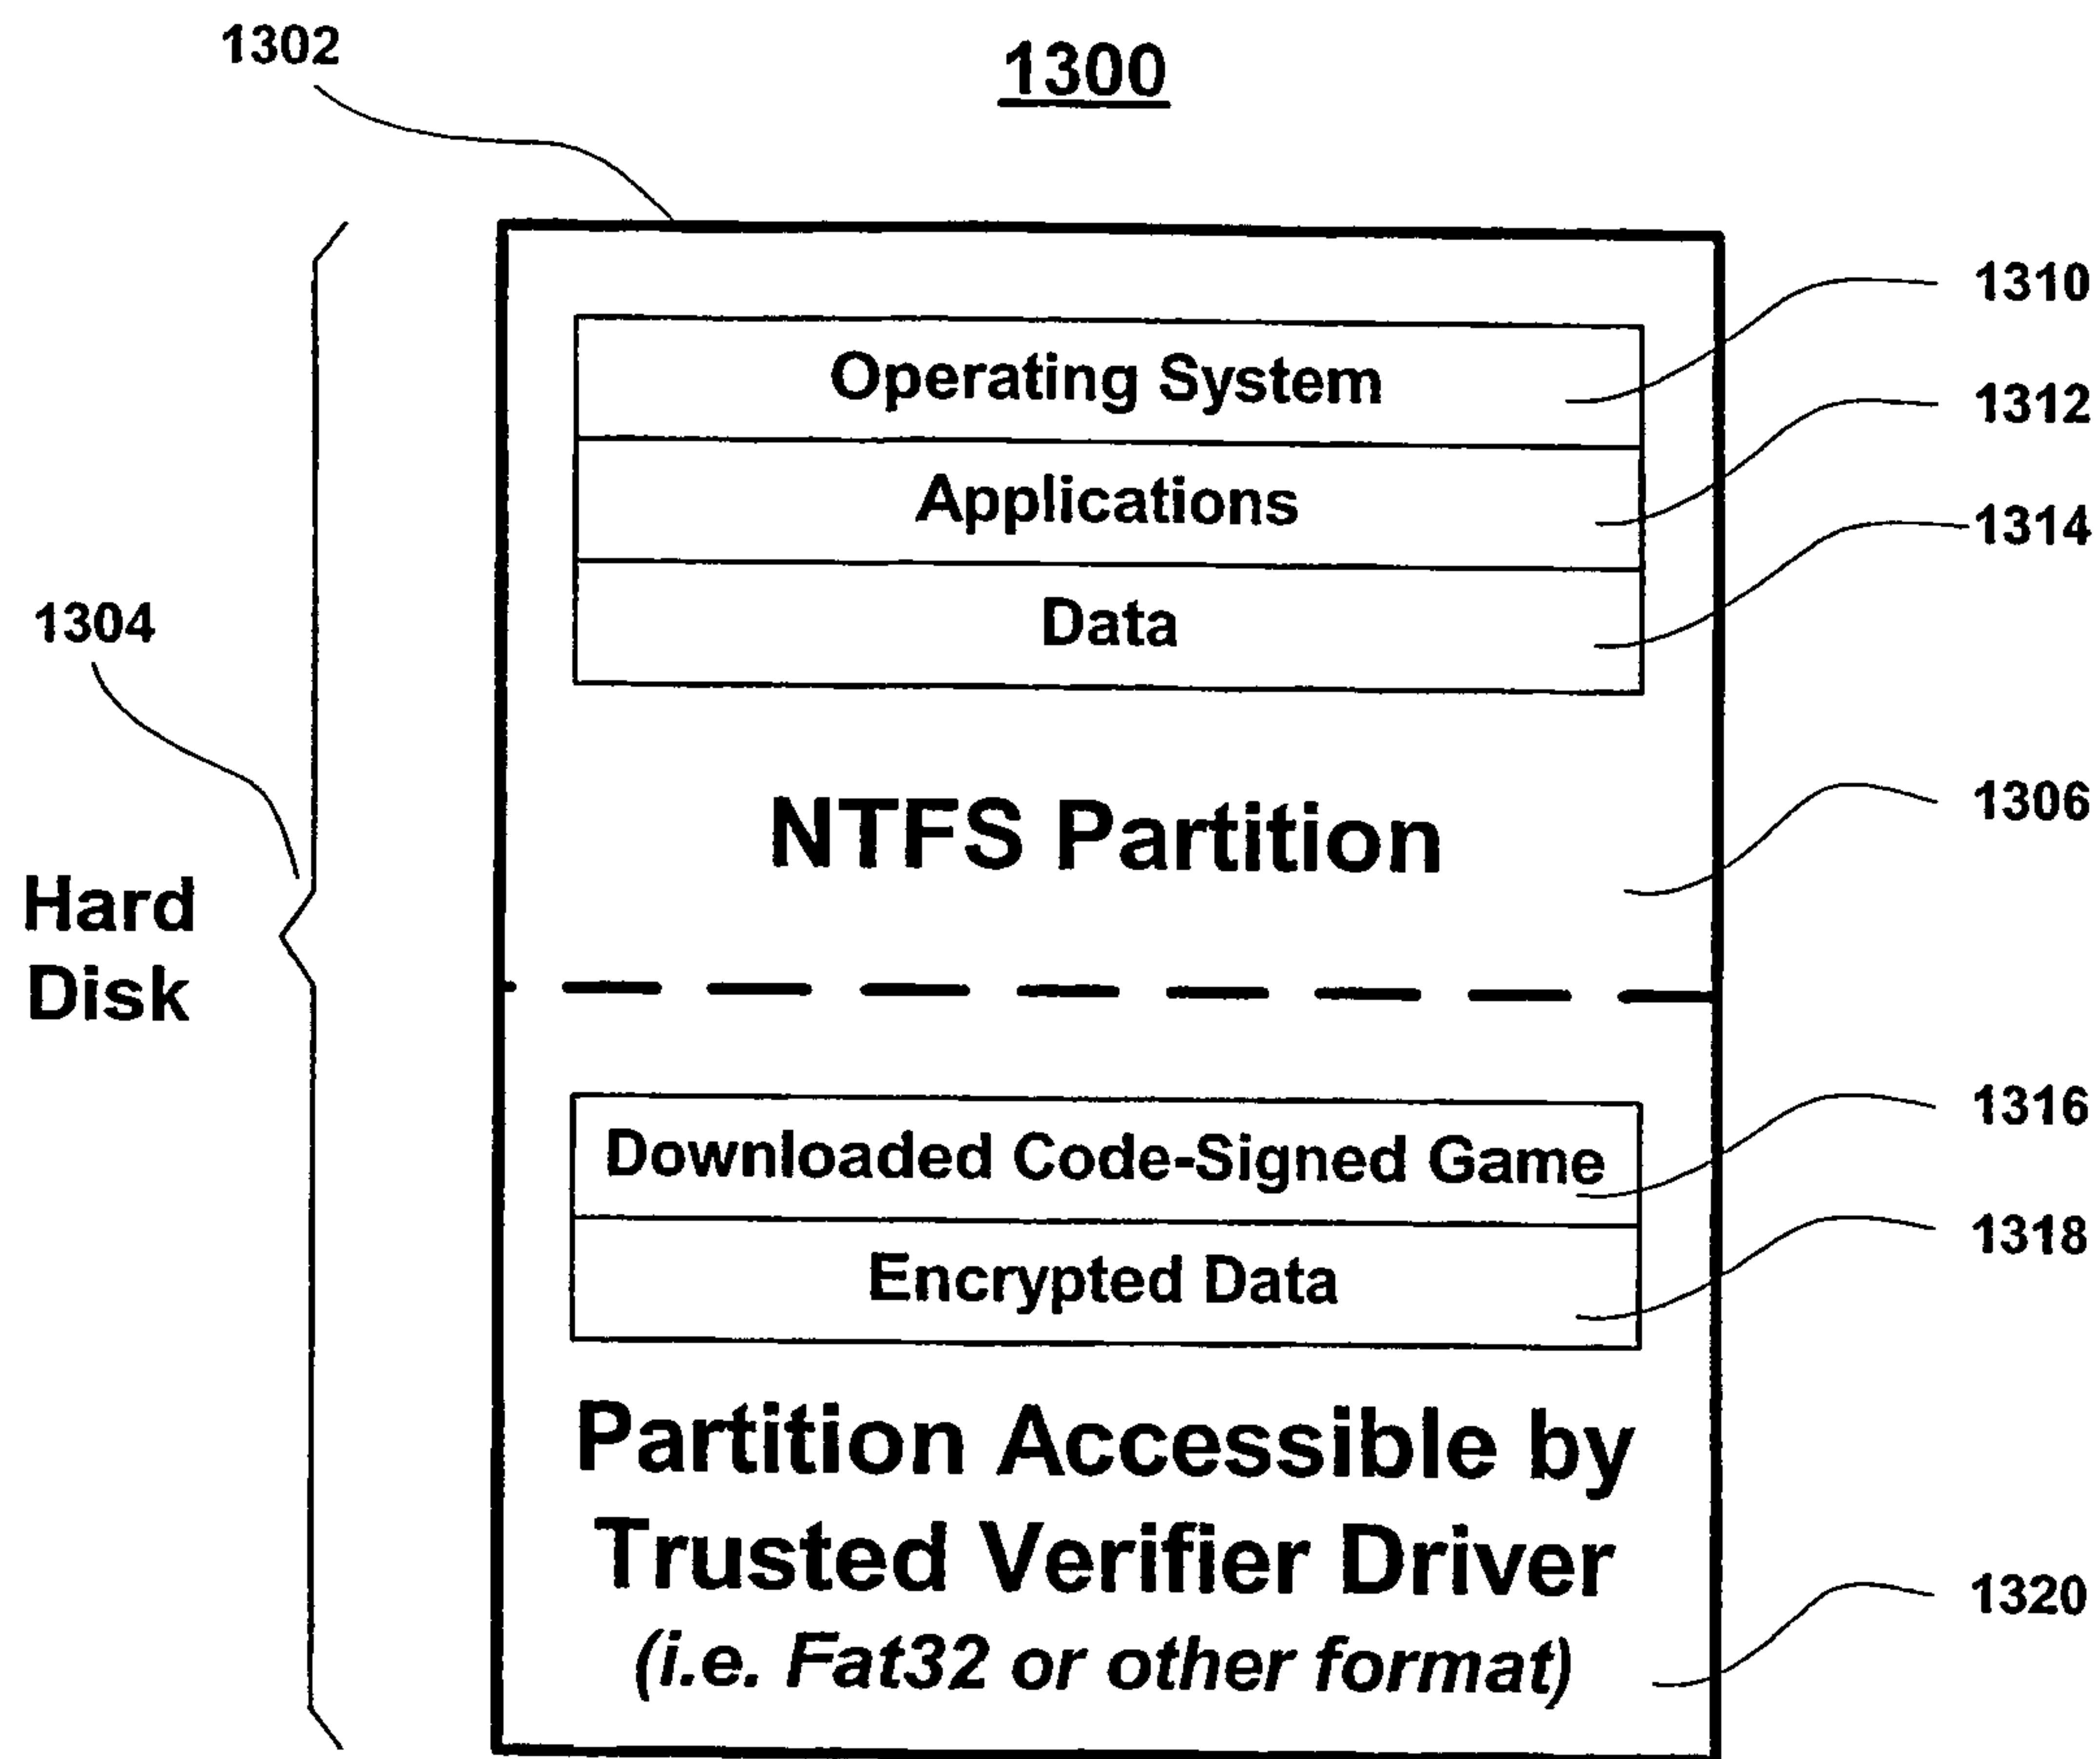 1302
1300
1310
Operating System
1312
Applications
1314
Data
1304
NTFS Partition
1306
Hard
Disk
1316
Downloaded Code-Signed Game
1318
Encrypted Data
Partition Accessible by
Trusted Verifier Driver
1320
(i.e. Fat32 or other format)